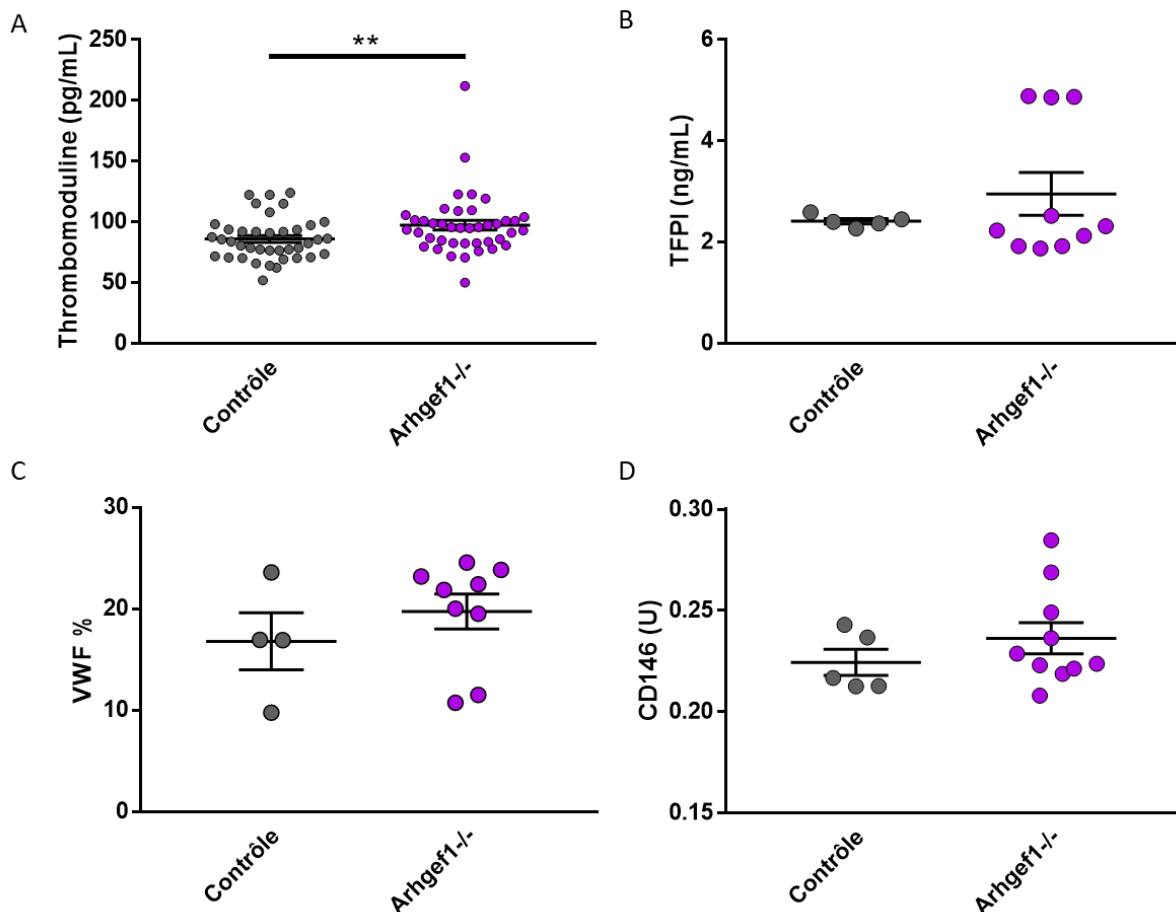 A
Thrombomoduline (pg/mL)
250
200
150
100
50
0
**
Contrôle
Arhgef1-/-
B
TFPI (ng/mL)
6
4
2
0
Contrôle
Arhgef1-/-
C
VWF %
30
20
10
0
Contrôle
Arhgef1-/-
D
CD146 (U)
0.30
0.25
0.20
0.15
Contrôle
Arhgef1-/-